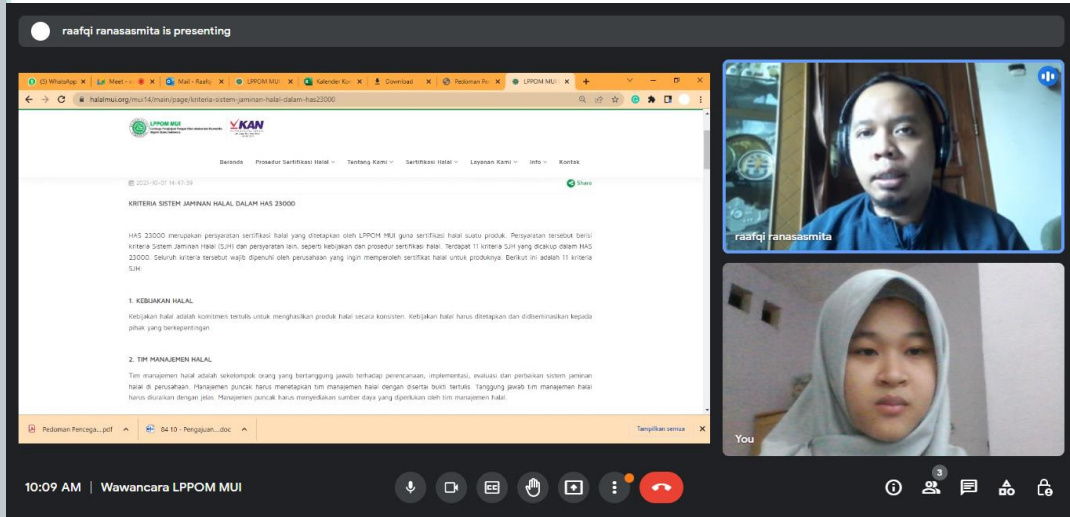 raafqi ranasasmita is presenting
(5) WhatsApp
Meet -
Mail - Raafq
LPPOM MUI
Kalender Kor
Download
Pedoman Pe
LPPOM MUI
halalmui.org/mui14/main/page/kriteria-sistem-jaminan-halal-dalam-has23000
LPPOM MUI
KAN
Beranda Prosedur Sertifikasi Halal Tentang Kami Sertifikasi Halal Layanan Kami Info Kontak
2021-10-01 14:47:39
Share
KRITERIA SISTEM JAMINAN HALAL DALAM HAS 23000
HAS 23000 merupakan persyaratan sertifikasi halal yang ditetapkan oleh LPPOM MUI guna sertifikasi halal suatu produk. Persyaratan tersebut berisi
kriteria Sistem Jaminan Halal (SJH) dan persyaratan lain, seperti kebijakan dan prosedur sertifikasi halal. Terdapat 11 kriteria SJH yang dicakup dalam HAS
23000. Seluruh kriteria tersebut wajib dipenuhi oleh perusahaan yang ingin memperoleh sertifikat halal untuk produknya. Berikut ini adalah 11 kriteria
SJH:
1. KEBIJAKAN HALAL
Kebijakan halal adalah komitmen tertulis untuk menghasilkan produk halal secara konsisten. Kebijakan halal harus ditetapkan dan didiseminasikan kepada
pihak yang berkepentingan
2. TIM MANAJEMEN HALAL
Tim manajemen halal adalah sekelompok orang yang bertanggung jawab terhadap perencanaan, implementasi, evaluasi dan perbaikan sistem jaminan
halal di perusahaan. Manajemen puncak harus menetapkan tim manajemen halal dengan disertai bukti tertulis. Tanggung jawab tim manajemen halal
harus diuraikan dengan jelas. Manajemen puncak harus menyediakan sumber daya yang diperlukan oleh tim manajemen halal.
Pedoman Pencega....pdf
84 10 - Pengajuan....doc
Tampilkan semua
raafqi ranasasmita
You
10:09 AM | Wawancara LPPOM MUI
CC
3